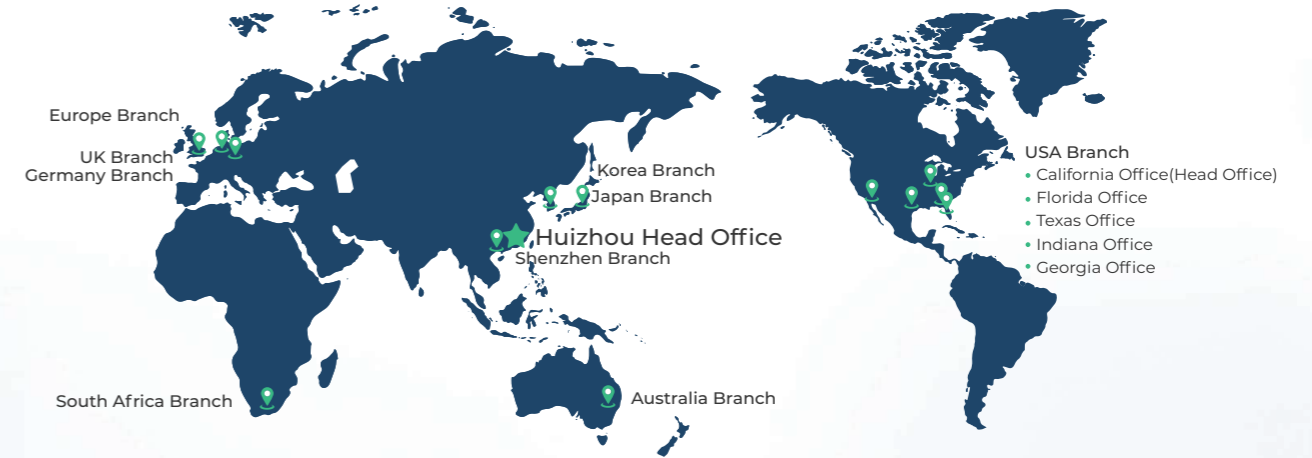 Europe Branch
UK Branch
Germany Branch
Korea Branch
Japan Branch
Huizhou Head Office
Shenzhen Branch
South Africa Branch
Australia Branch
USA Branch
• California Office(Head Office)
• Florida Office
• Texas Office
• Indiana Office
• Georgia Office